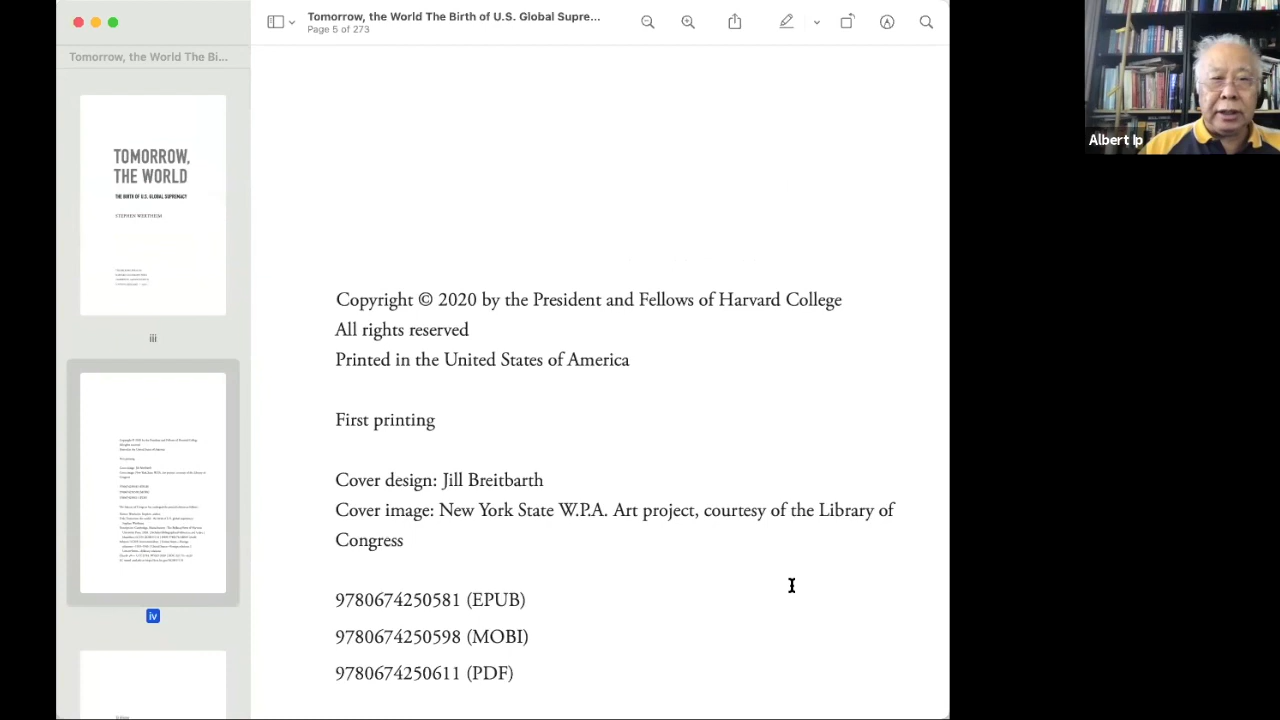 Tomorrow, the World The Birth of U.S. Global Supre...
Page 5 of 273
Tomorrow, the World The Bi...
TOMORROW,
THE WORLD
THE BIRTH OF U.S. GLOBAL SUPREMACY
STEPHEN WERTHEIM
iii
iv
Copyright © 2020 by the President and Fellows of Harvard College
All rights reserved
Printed in the United States of America
First printing
Cover design: Jill Breitbarth
Cover image: New York State W.P.A. Art project, courtesy of the Library of
Congress
9780674250581 (EPUB)
9780674250598 (MOBI)
9780674250611 (PDF)
Albert Ip